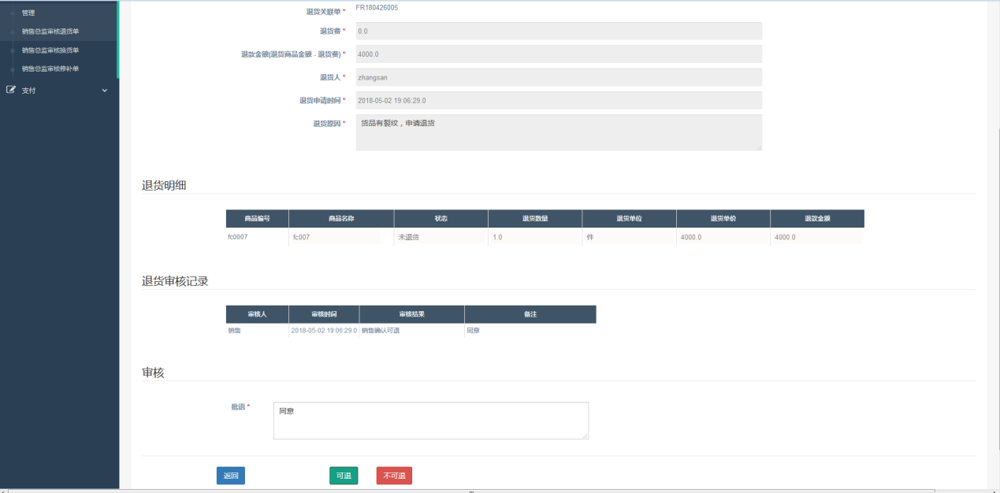 管理
销售总监审核退货单
销售总监审核换货单
销售总监审核修补单
支付
退货关联单 * FR180426005
退货费 * 0.0
退款金额(退货商品金额 - 退货费) * 4000.0
退货人 * zhangsan
退货申请时间 * 2018-05-02 19:06:29.0
退货原因 * 货品有裂纹，申请退货
退货明细
商品编号 商品名称 状态 退货数量 退货单位 退货单价 退款金额
fc0007 fc007 未退货 1.0 件 4000.0 4000.0
退货审核记录
审核人 审核时间 审核结果 备注
销售 2018-05-02 19:06:29.0 销售确认可退 同意
审核
批语 * 同意
返回 可退 不可退